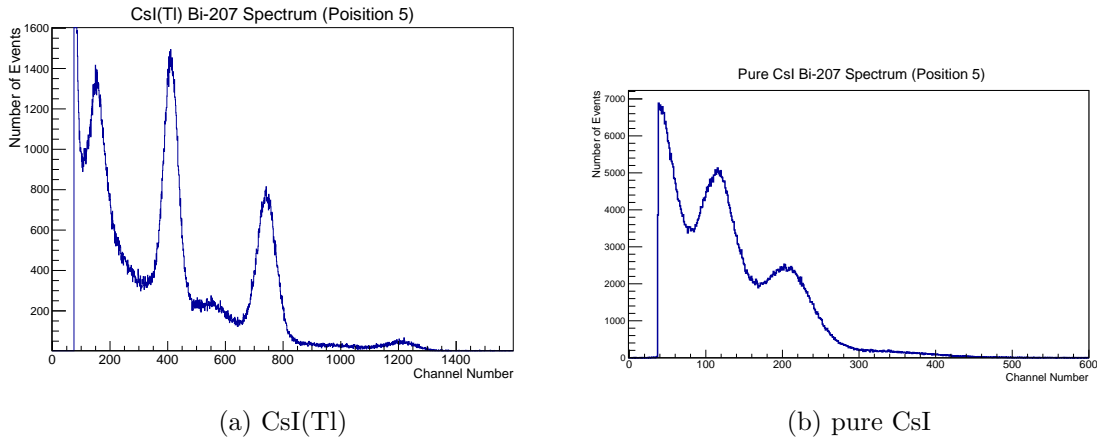 CsI(Tl) Bi-207 Spectrum (Poisition 5)
Number of Events
1600
1400
1200
1000
800
600
400
200
0 200 400 600 800 1000 1200 1400
Channel Number
(a) CsI(Tl)
Pure CsI Bi-207 Spectrum (Position 5)
Number of Events
7000
6000
5000
4000
3000
2000
1000
0
0 100 200 300 400 500 600
Channel Number
(b) pure CsI